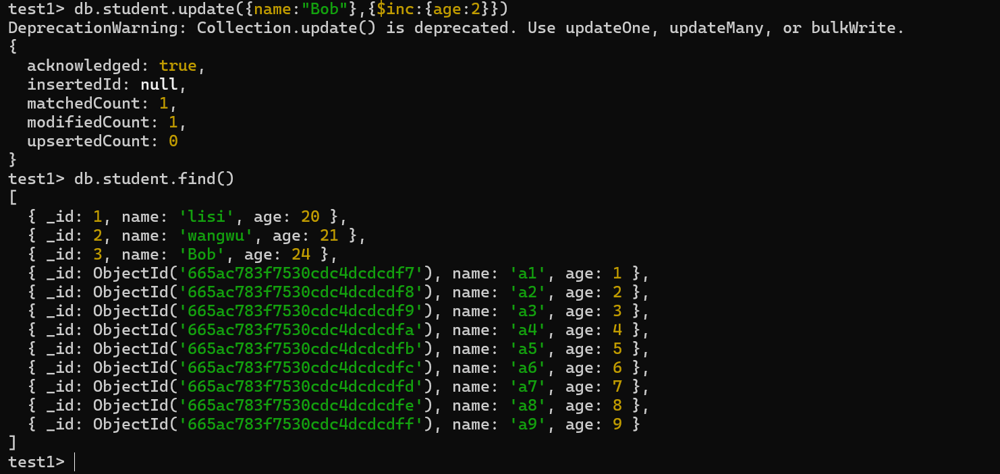 test1> db.student.update({name:"Bob"},{$inc:{age:2}})
DeprecationWarning: Collection.update() is deprecated. Use updateOne, updateMany, or bulkWrite.
{
  acknowledged: true,
  insertedId: null,
  matchedCount: 1,
  modifiedCount: 1,
  upsertedCount: 0
}
test1> db.student.find()
[
  { _id: 1, name: 'lisi', age: 20 },
  { _id: 2, name: 'wangwu', age: 21 },
  { _id: 3, name: 'Bob', age: 24 },
  { _id: ObjectId('665ac783f7530cdc4dcdcdf7'), name: 'a1', age: 1 },
  { _id: ObjectId('665ac783f7530cdc4dcdcdf8'), name: 'a2', age: 2 },
  { _id: ObjectId('665ac783f7530cdc4dcdcdf9'), name: 'a3', age: 3 },
  { _id: ObjectId('665ac783f7530cdc4dcdcdfa'), name: 'a4', age: 4 },
  { _id: ObjectId('665ac783f7530cdc4dcdcdfb'), name: 'a5', age: 5 },
  { _id: ObjectId('665ac783f7530cdc4dcdcdfc'), name: 'a6', age: 6 },
  { _id: ObjectId('665ac783f7530cdc4dcdcdfd'), name: 'a7', age: 7 },
  { _id: ObjectId('665ac783f7530cdc4dcdcdfe'), name: 'a8', age: 8 },
  { _id: ObjectId('665ac783f7530cdc4dcdcdff'), name: 'a9', age: 9 }
]
test1>